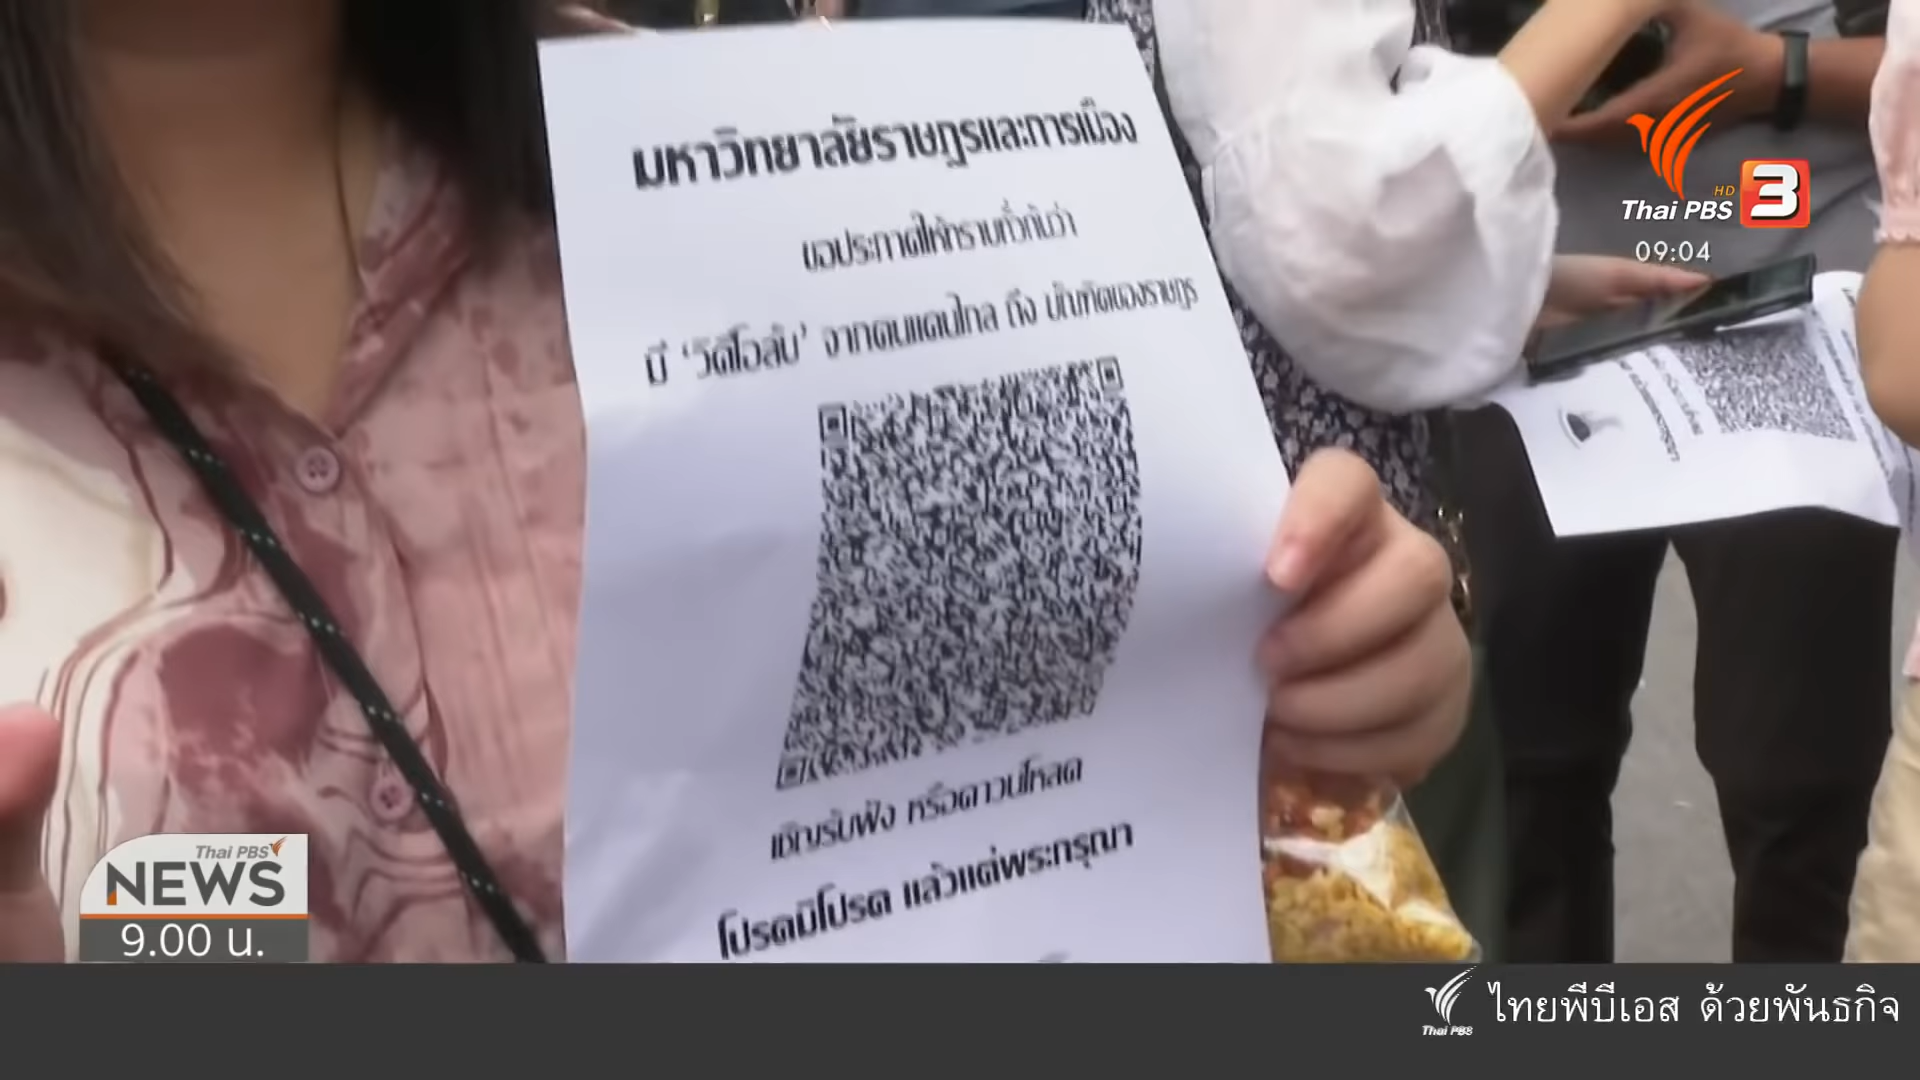 มหาวิทยาลัยราษฎรและการเมือง
ขอประกาศให้ทราบทั่วกันว่า
มี ‘วิดีโอลับ’ จากดินแดนไกล ถึง บัณฑิตของราษฎร
เชิญรับฟัง หรือดาวน์โหลด
โปรดมิโปรด แล้วแต่พระกรุณา
Thai PBS
HD
3
09:04
Thai PBS
NEWS
9.00 น.
Thai PBS
ไทยพีบีเอส ด้วยพันธกิจ